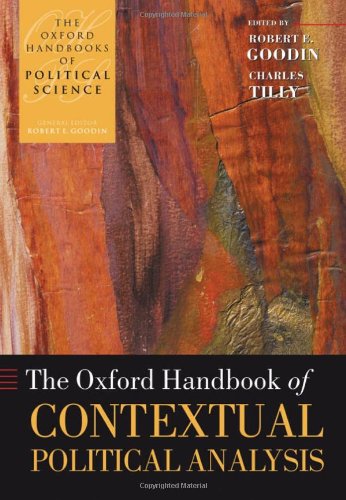 THE
OXFORD
HANDBOOKS
OF
POLITICAL
SCIENCE
GENERAL EDITOR
ROBERT E. GOODIN
EDITED BY
ROBERT E.
GOODIN
CHARLES
TILLY
The Oxford Handbook of
CONTEXTUAL
POLITICAL ANALYSIS